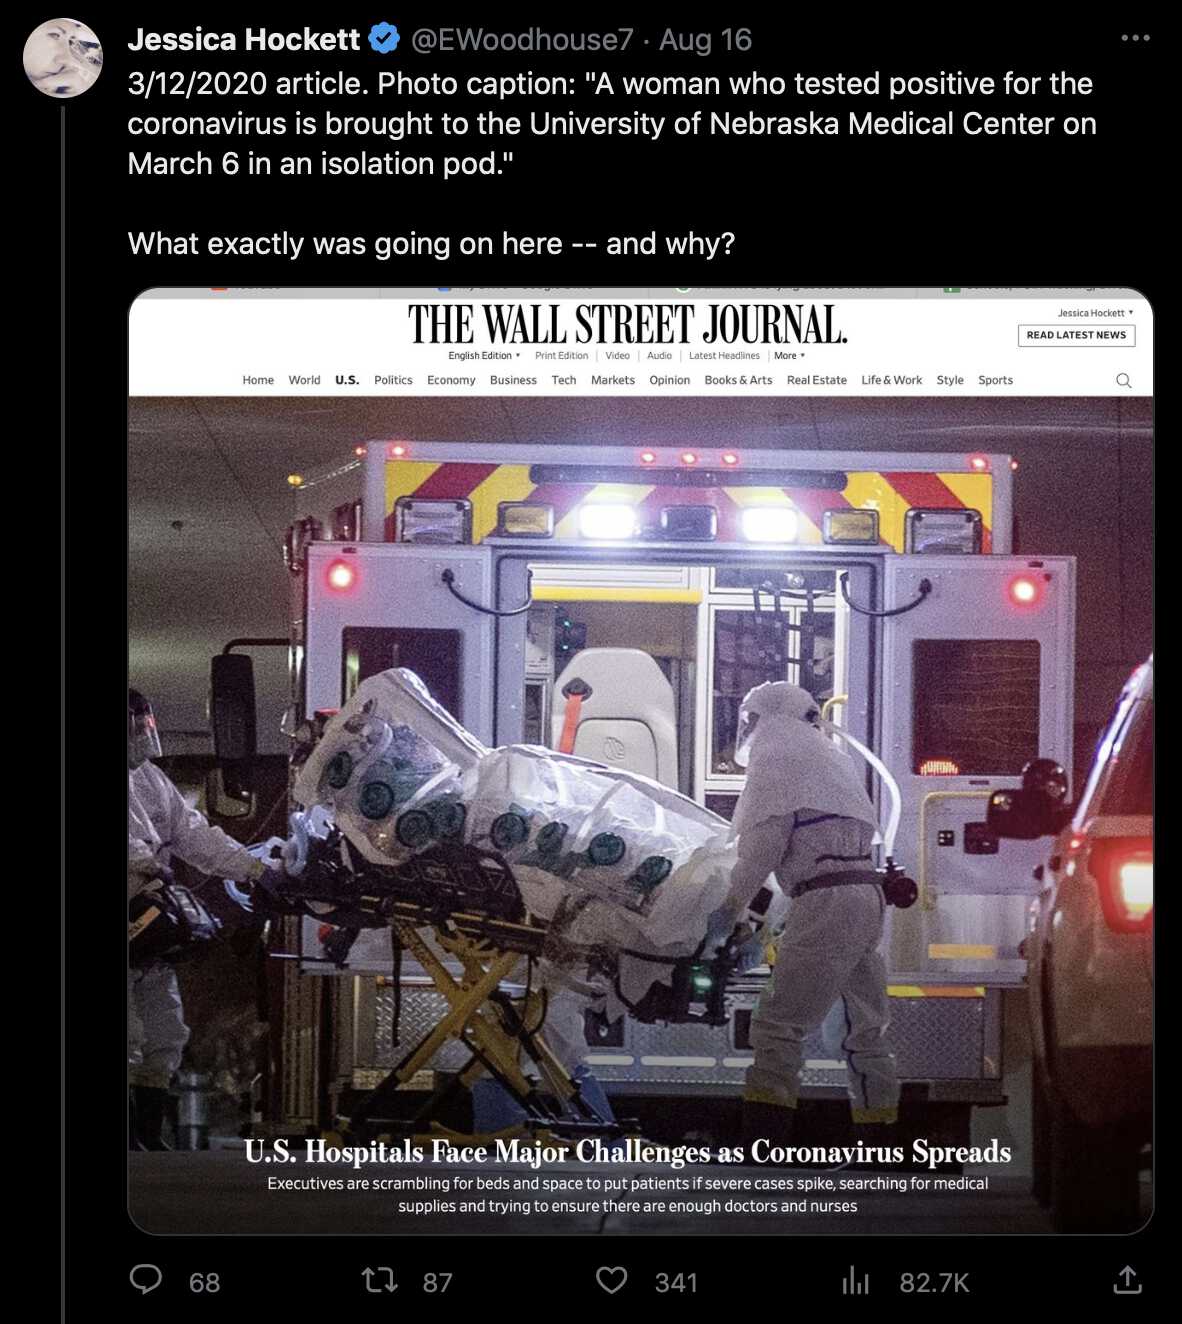 Jessica Hockett @EWoodhouse7 · Aug 16
3/12/2020 article. Photo caption: "A woman who tested positive for the
coronavirus is brought to the University of Nebraska Medical Center on
March 6 in an isolation pod."
What exactly was going on here -- and why?
THE WALL STREET JOURNAL.
Jessica Hockett
READ LATEST NEWS
English Edition Print Edition Video Audio Latest Headlines More
Home World U.S. Politics Economy Business Tech Markets Opinion Books & Arts Real Estate Life & Work Style Sports
U.S. Hospitals Face Major Challenges as Coronavirus Spreads
Executives are scrambling for beds and space to put patients if severe cases spike, searching for medical
supplies and trying to ensure there are enough doctors and nurses
68 87 341 82.7K